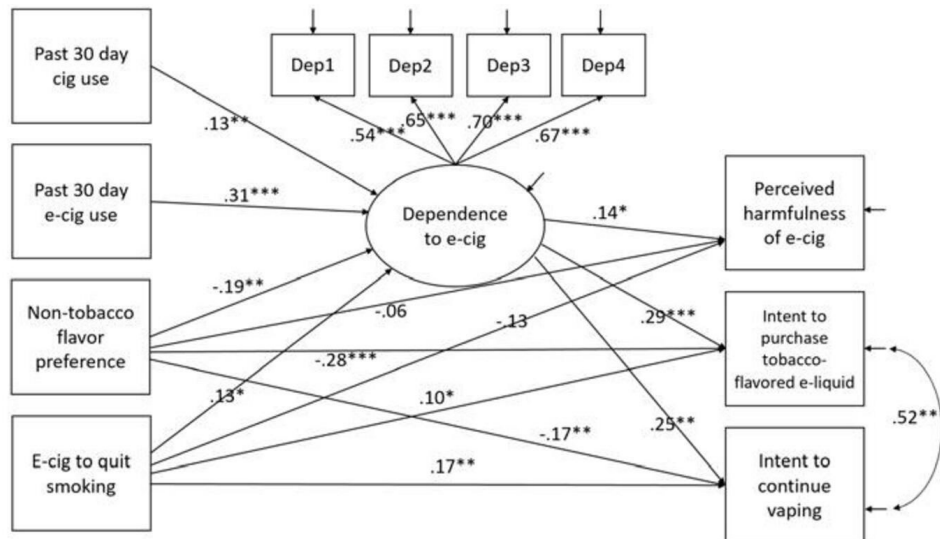 Past 30 day
cig use
Dep1
Dep2
Dep3
Dep4
.13**
.54***
.65***
.70***
.67***
Past 30 day
e-cig use
.31***
Dependence
to e-cig
.14*
Perceived
harmfulness
of e-cig
Non-tobacco
flavor
preference
-.19**
-.06
-.13
.29***
-.28***
Intent to
purchase
tobacco-
flavored e-liquid
.13*
.10*
-.17**
.25**
.52**
E-cig to quit
smoking
.17**
Intent to
continue
vaping